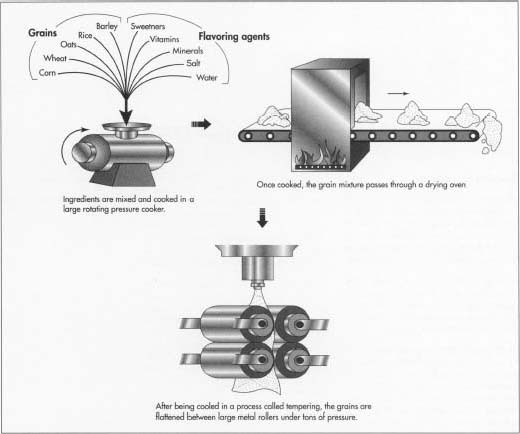 Grains
Corn
Wheat
Oats
Rice
Barley
Sweetners
Vitamins
Minerals
Salt
Water
Flavoring agents
Ingredients are mixed and cooked in a
large rotating pressure cooker.
Once cooked, the grain mixture passes through a drying oven
After being cooked in a process called tempering, the grains are
flattened between large metal rollers under tons of pressure.